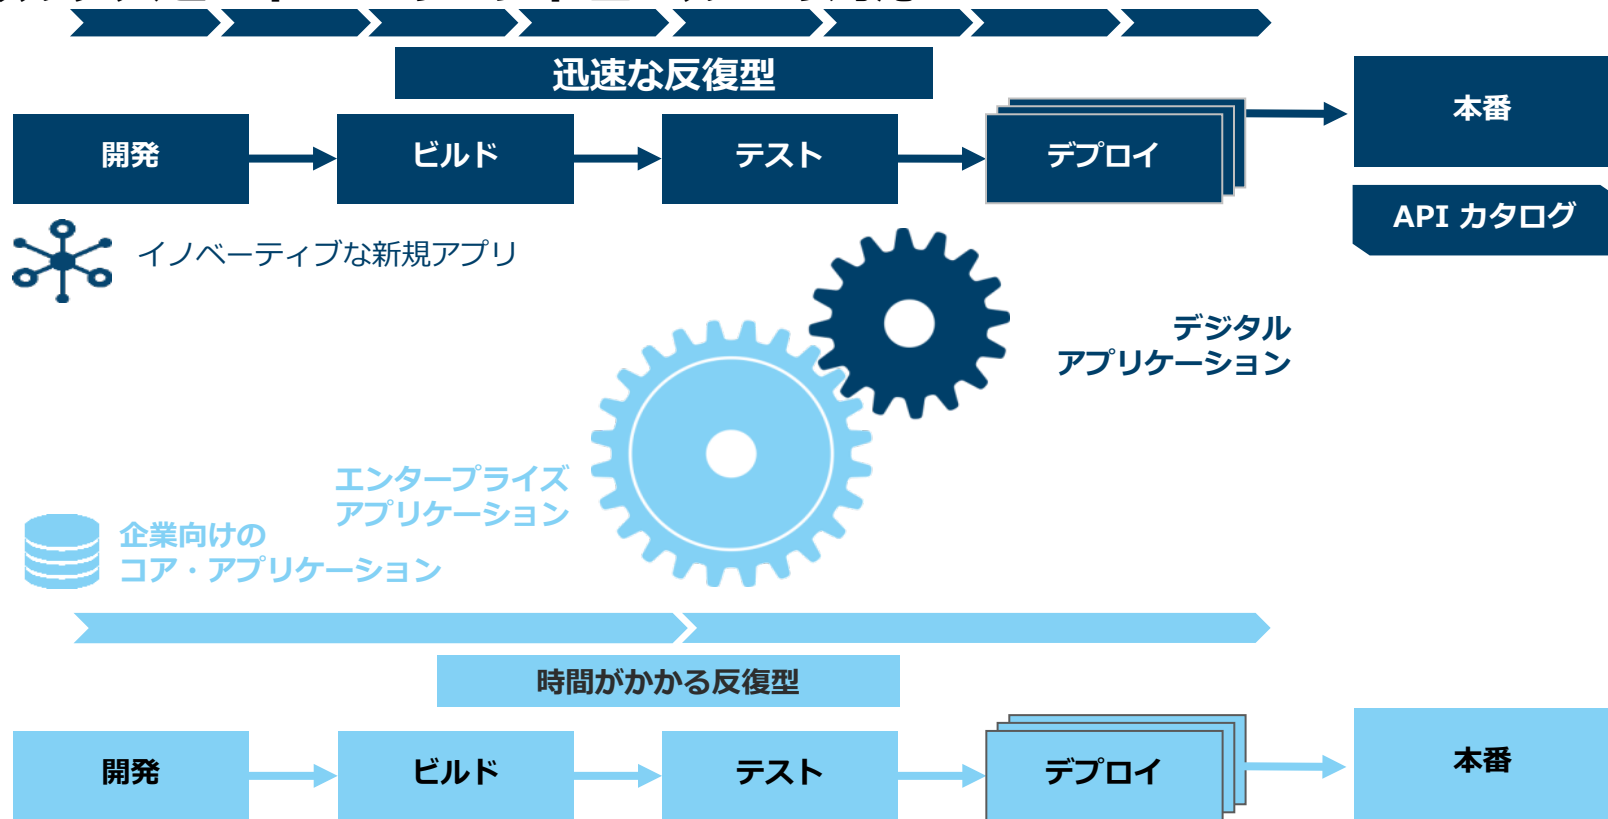 迅速な反復型
開発
ビルド
テスト
デプロイ
本番
API カタログ
イノベーティブな新規アプリ
デジタル
アプリケーション
エンタープライズ
アプリケーション
企業向けの
コア・アプリケーション
時間がかかる反復型
開発
ビルド
テスト
デプロイ
本番